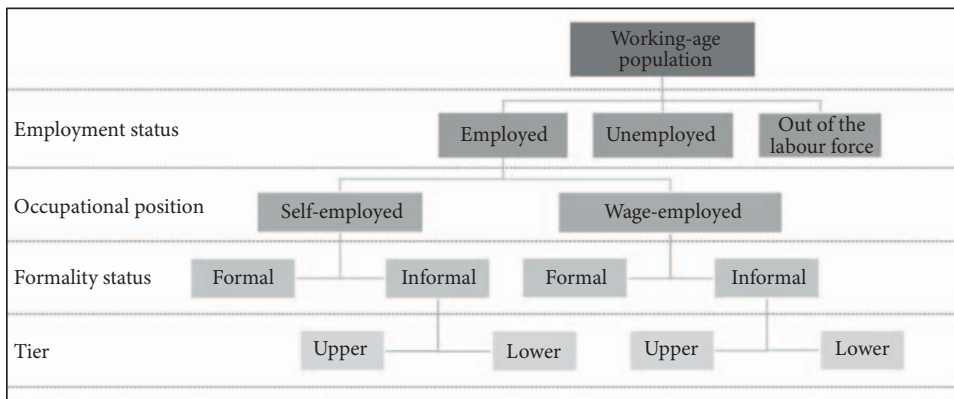 Working-age
population
Employment status
Employed
Unemployed
Out of the
labour force
Occupational position
Self-employed
Wage-employed
Formality status
Formal
Informal
Formal
Informal
Tier
Upper
Lower
Upper
Lower